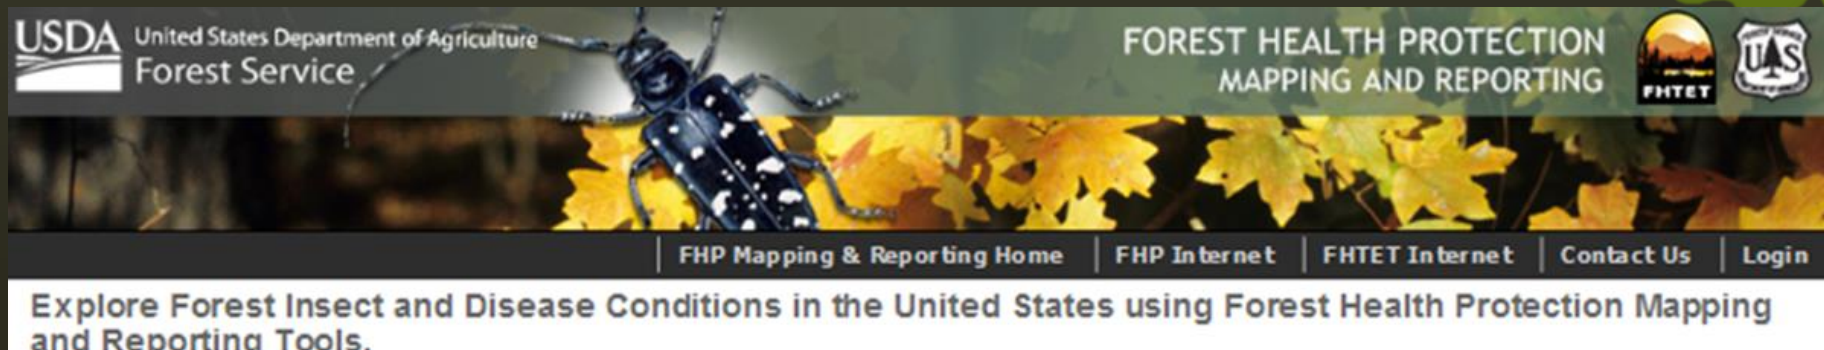 USDA
United States Department of Agriculture
Forest Service
FOREST HEALTH PROTECTION
MAPPING AND REPORTING
FHTET
UAS
FHP Mapping & Reporting Home
FHP Internet
FHTET Internet
Contact Us
Login
Explore Forest Insect and Disease Conditions in the United States using Forest Health Protection Mapping
and Reporting Tools.